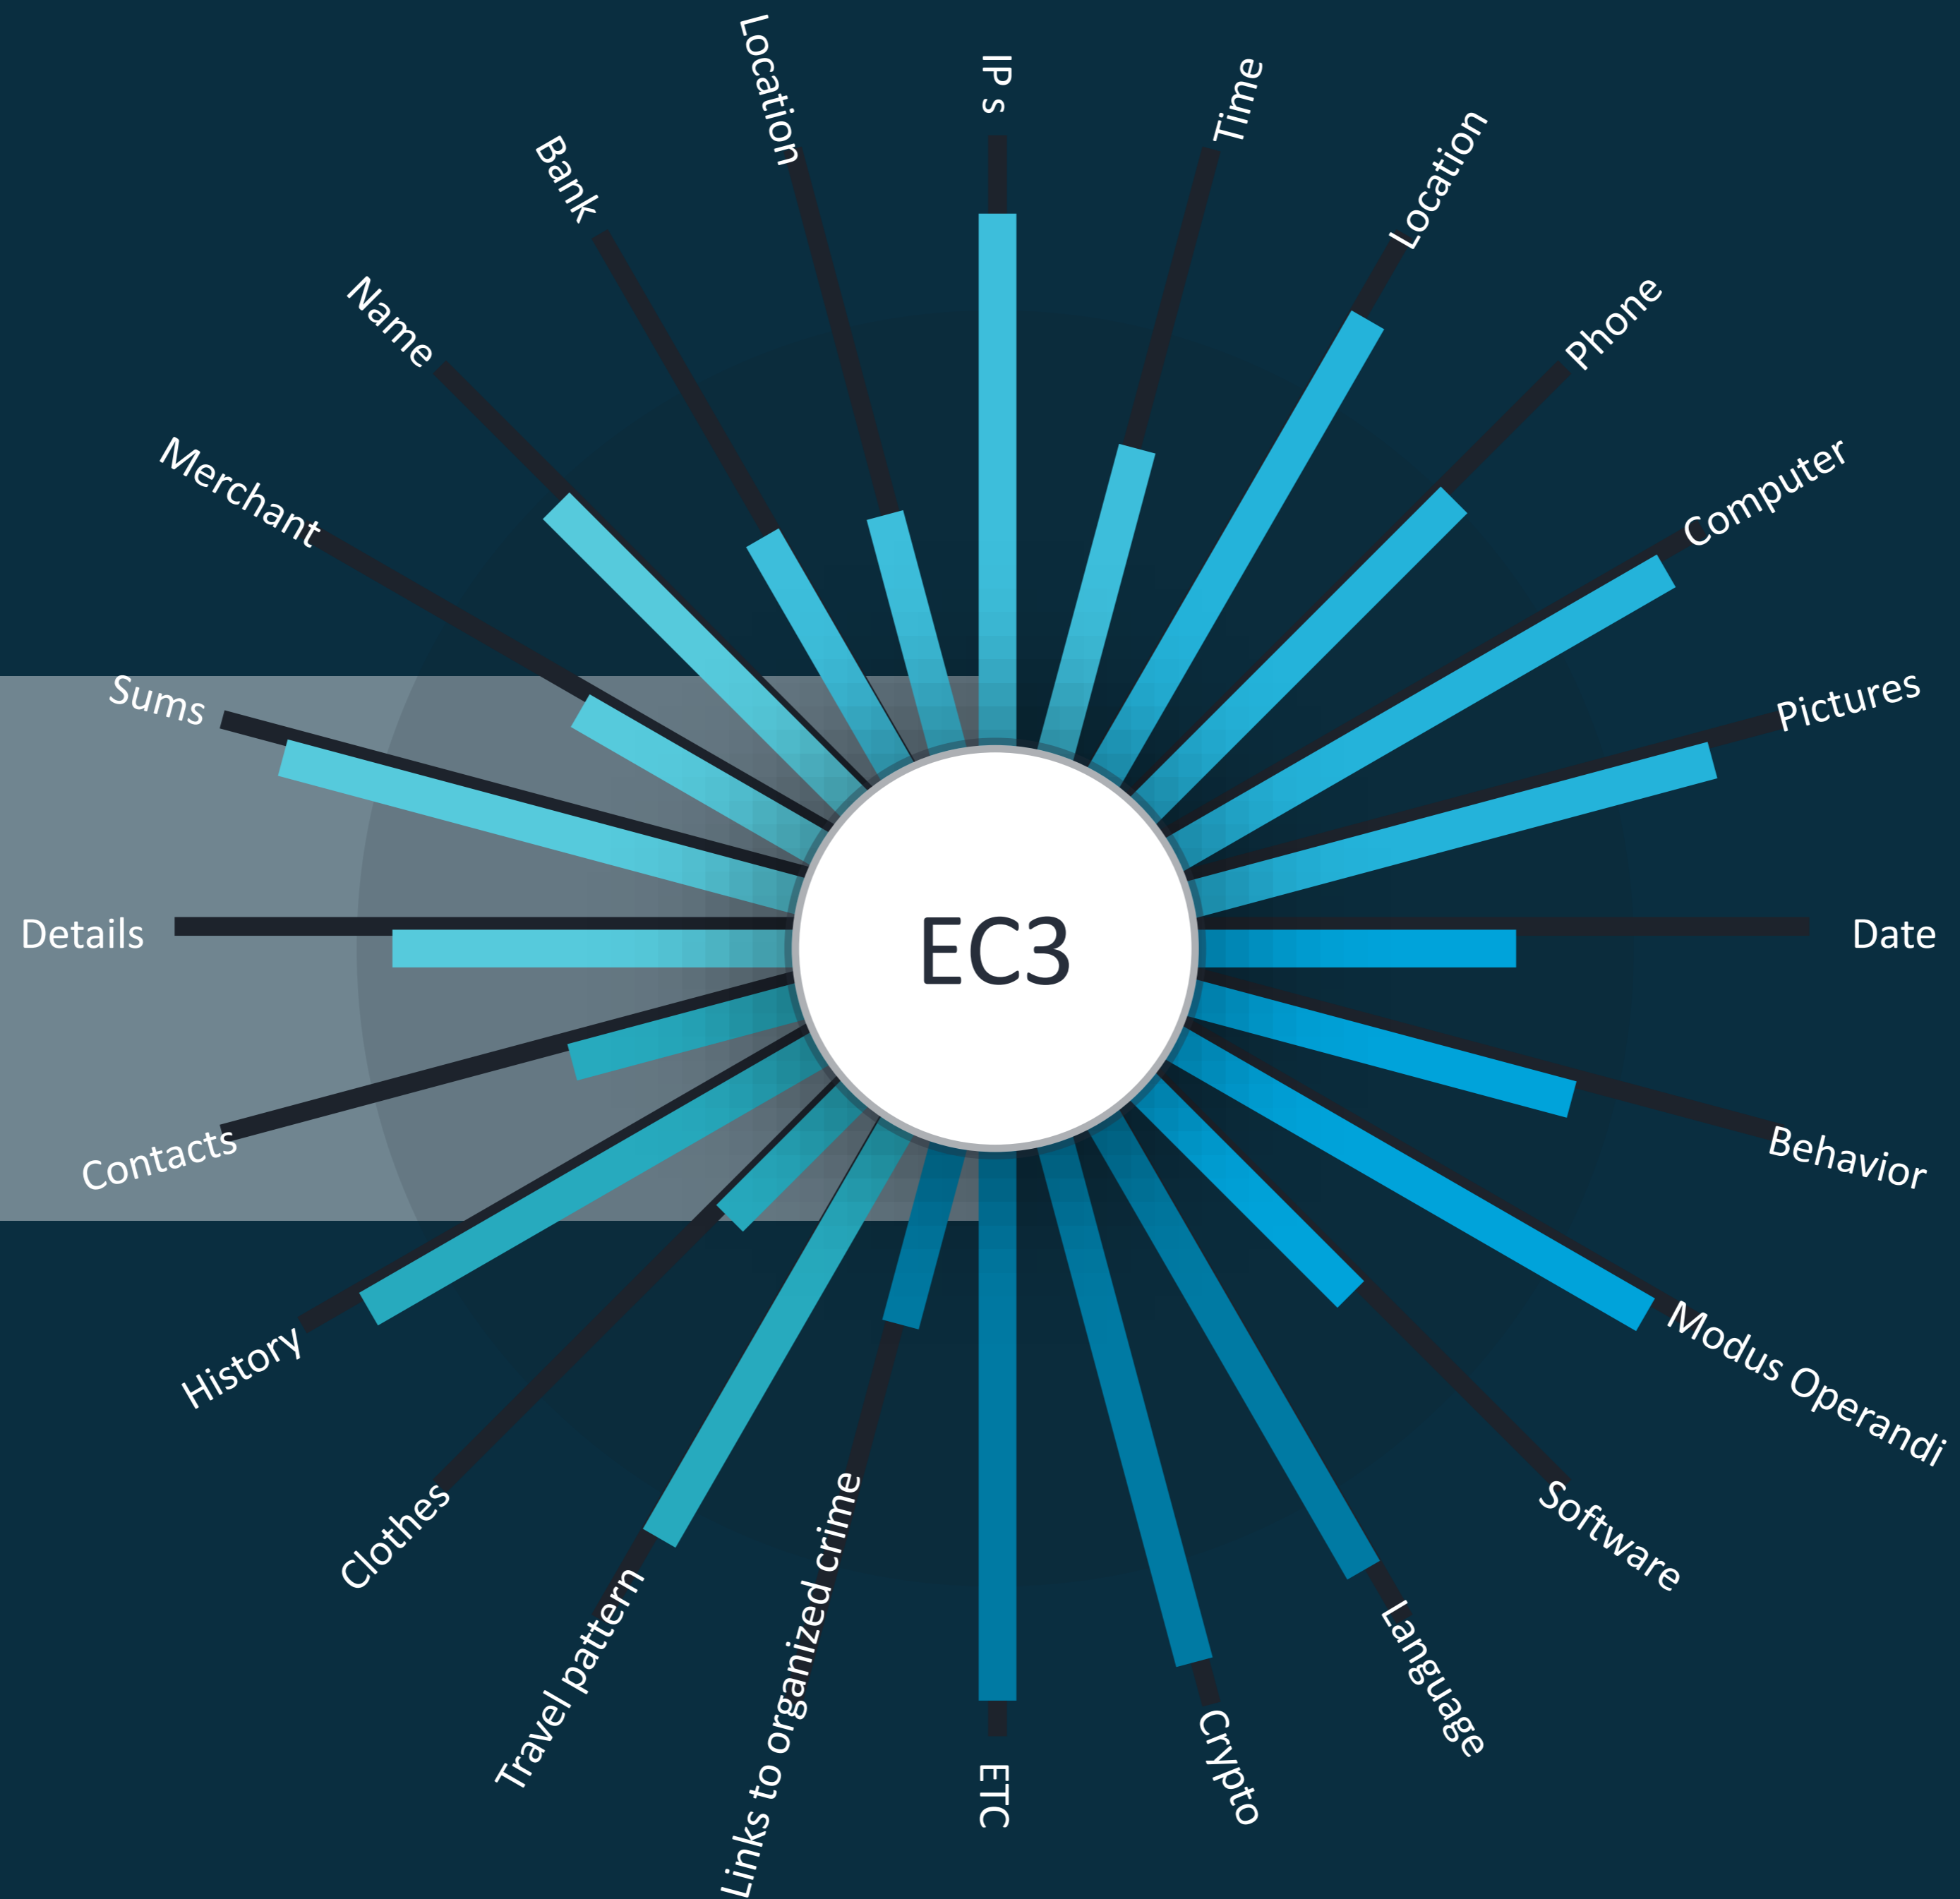 IP s
Time
Location
Phone
Computer
Pictures
Date
Behavior
Modus Operandi
Software
Language
Crypto
ETC
Links to organized crime
Travel pattern
Clothes
History
Contacts
Details
Sums
Merchant
Name
Bank
Location
EC3